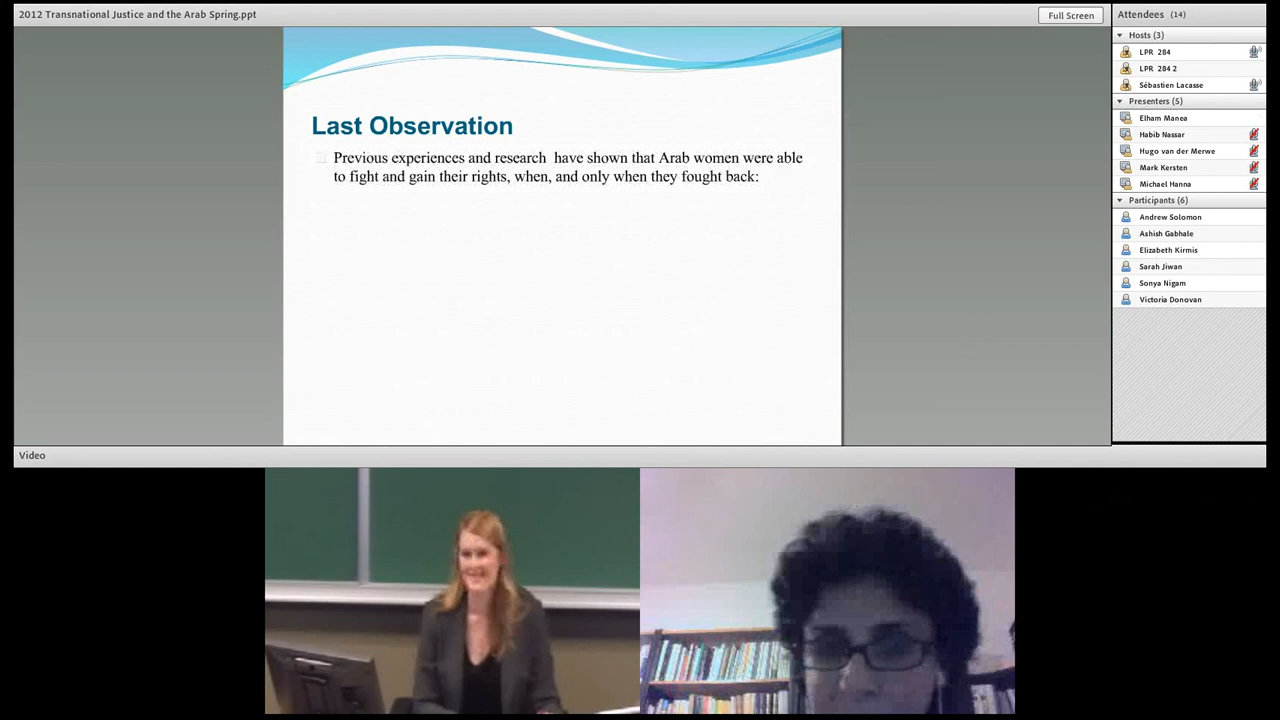 2012 Transnational Justice and the Arab Spring.ppt
Full Screen
Last Observation
Previous experiences and research have shown that Arab women were able
to fight and gain their rights, when, and only when they fought back:
Attendees (14)
Hosts (3)
LPR 284
LPR 284 2
Sébastien Lacasse
Presenters (5)
Elham Manea
Habib Nassar
Hugo van der Merwe
Mark Kersten
Michael Hanna
Participants (6)
Andrew Solomon
Ashish Gabhale
Elizabeth Kirmis
Sarah Jiwan
Sonya Nigam
Victoria Donovan
Video